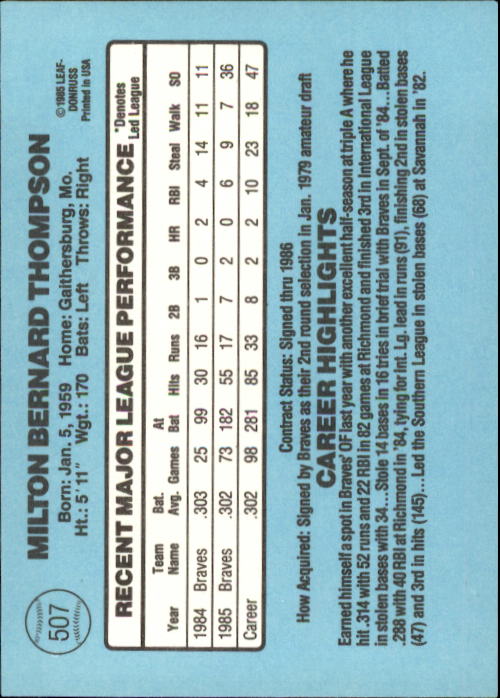 507
MILTON BERNARD THOMPSON
Born: Jan. 5, 1959 Home: Gaithersburg, Mo.
Ht.: 5' 11" Wgt.: 170 Bats: Left Throws: Right
©1985 LEAF-
DONRUSS
Printed in USA
RECENT MAJOR LEAGUE PERFORMANCE *Denotes
Led League
Team Bat. At
Year Name Avg. Games Bat Hits Runs 2B 3B HR RBI Steal Walk SO
1984 Braves .303 25 99 30 16 1 0 2 4 14 11 11
1985 Braves .302 73 182 55 17 7 2 0 6 9 7 36
Career .302 98 281 85 33 8 2 2 10 23 18 47
Contract Status: Signed thru 1986
How Acquired: Signed by Braves as their 2nd round selection in Jan. 1979 amateur draft
CAREER HIGHLIGHTS
Earned himself a spot in Braves' OF last year with another excellent half-season at triple A where he
hit .314 with 52 runs and 22 RBI in 82 games at Richmond and finished 3rd in International League
in stolen bases with 34...Stole 14 bases in 16 tries in brief trial with Braves in Sept. of '84...Batted
.288 with 40 RBI at Richmond in '84, tying for Int. Lg. lead in runs (91), finishing 2nd in stolen bases
(47) and 3rd in hits (145)...Led the Southern League in stolen bases (68) at Savannah in '82.